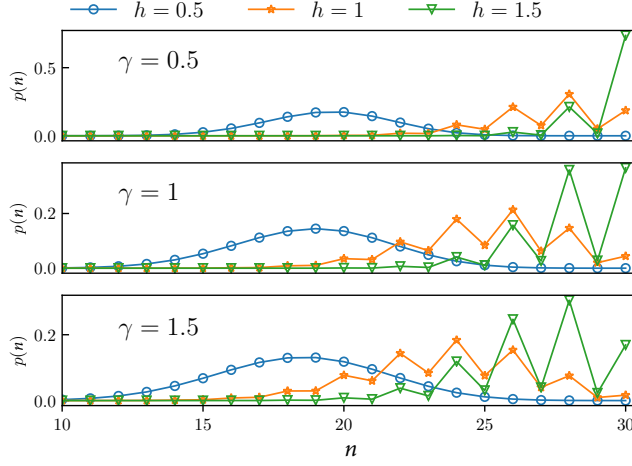 h = 0.5 h = 1 h = 1.5
γ = 0.5
p(n)
0.5
0.0
γ = 1
p(n)
0.2
0.0
γ = 1.5
p(n)
0.2
0.0
10 15 20 25 30
n